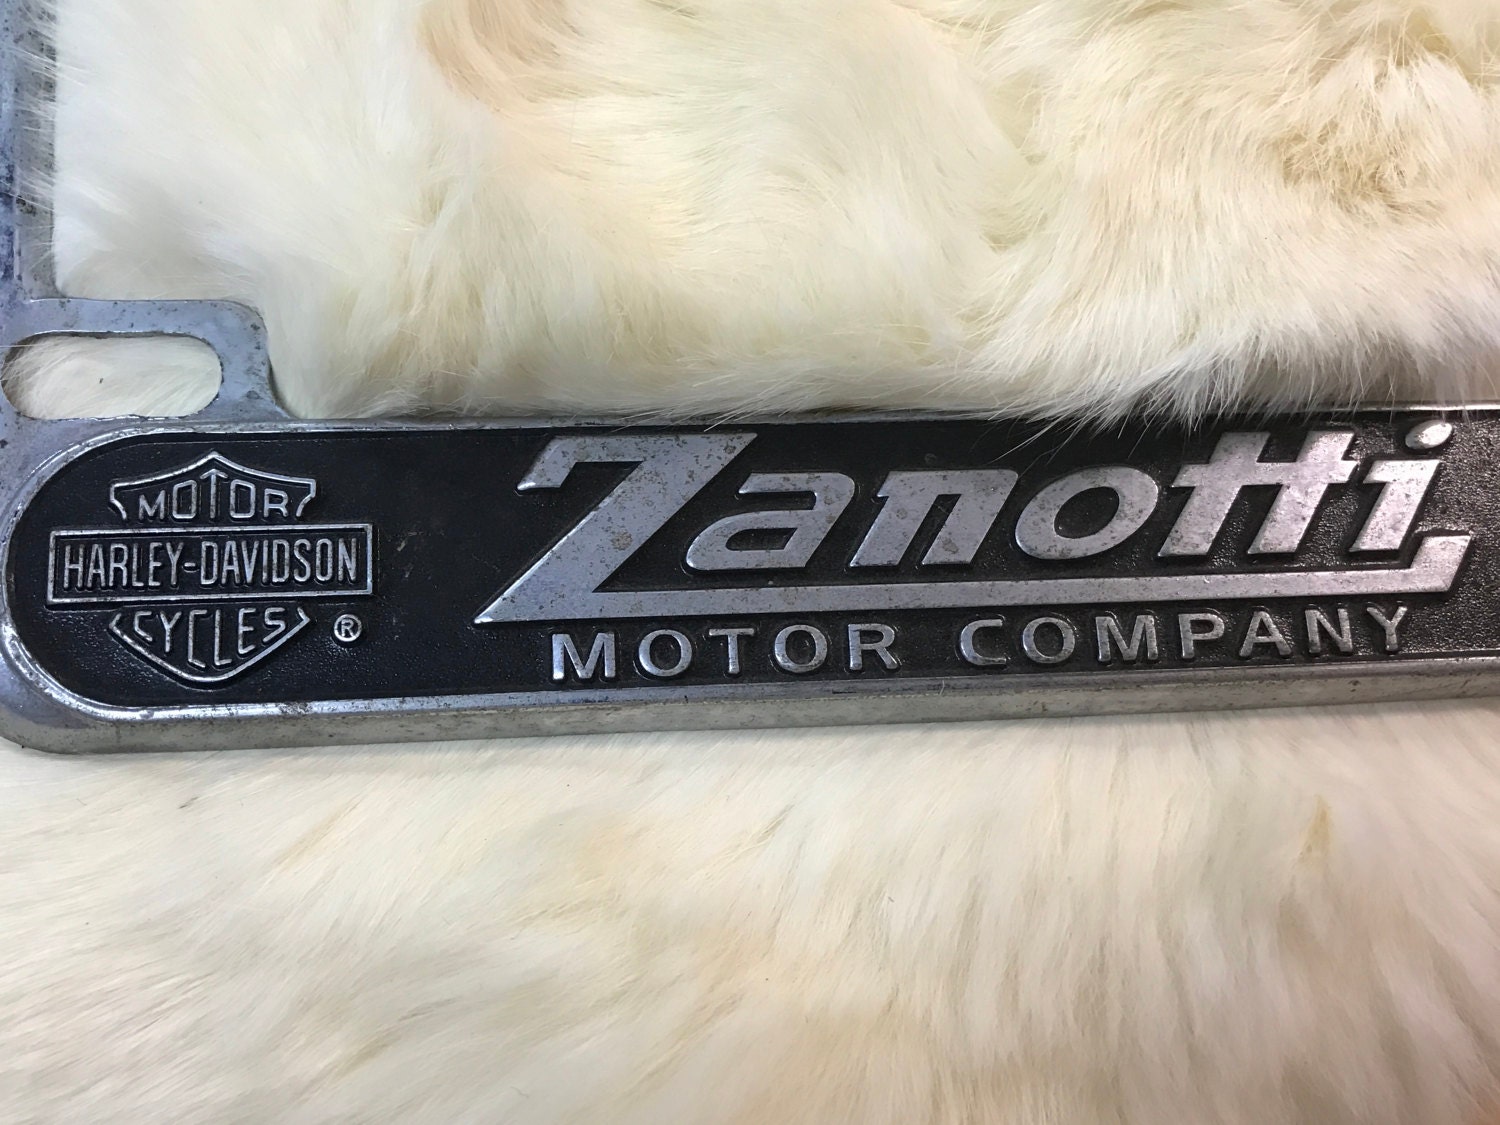 MOTOR
HARLEY-DAVIDSON
CYCLES ®
Zanotti
MOTOR COMPANY